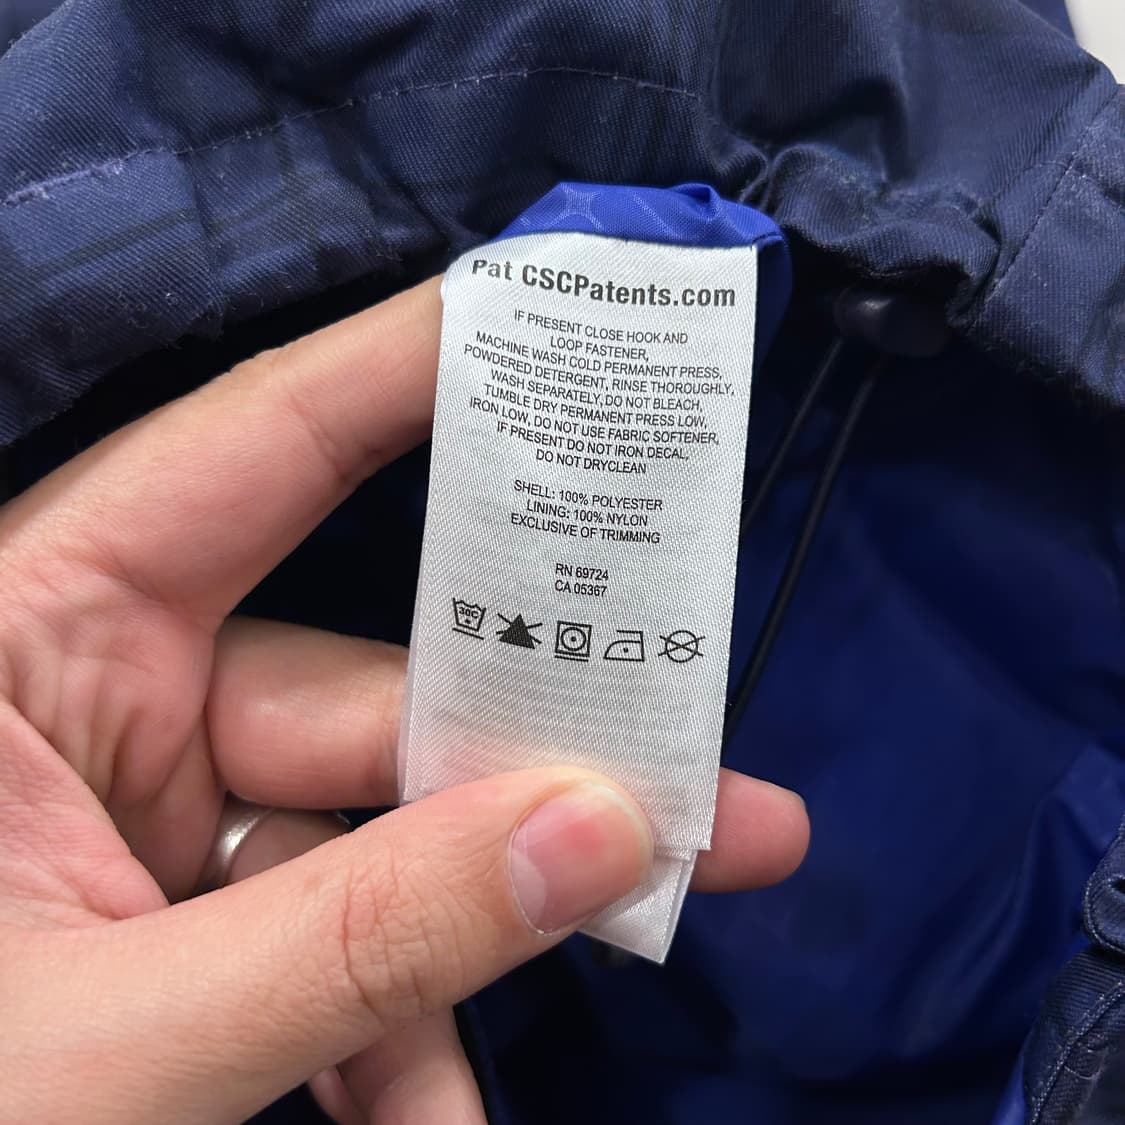 Pat CSCPatents.com
IF PRESENT CLOSE HOOK AND
LOOP FASTENER,
MACHINE WASH COLD PERMANENT PRESS,
POWDERED DETERGENT, RINSE THOROUGHLY,
WASH SEPARATELY, DO NOT BLEACH,
TUMBLE DRY PERMANENT PRESS LOW,
IRON LOW, DO NOT USE FABRIC SOFTENER,
IF PRESENT DO NOT IRON DECAL,
DO NOT DRYCLEAN
SHELL: 100% POLYESTER
LINING: 100% NYLON
EXCLUSIVE OF TRIMMING
RN 69724
CA 05367
30C